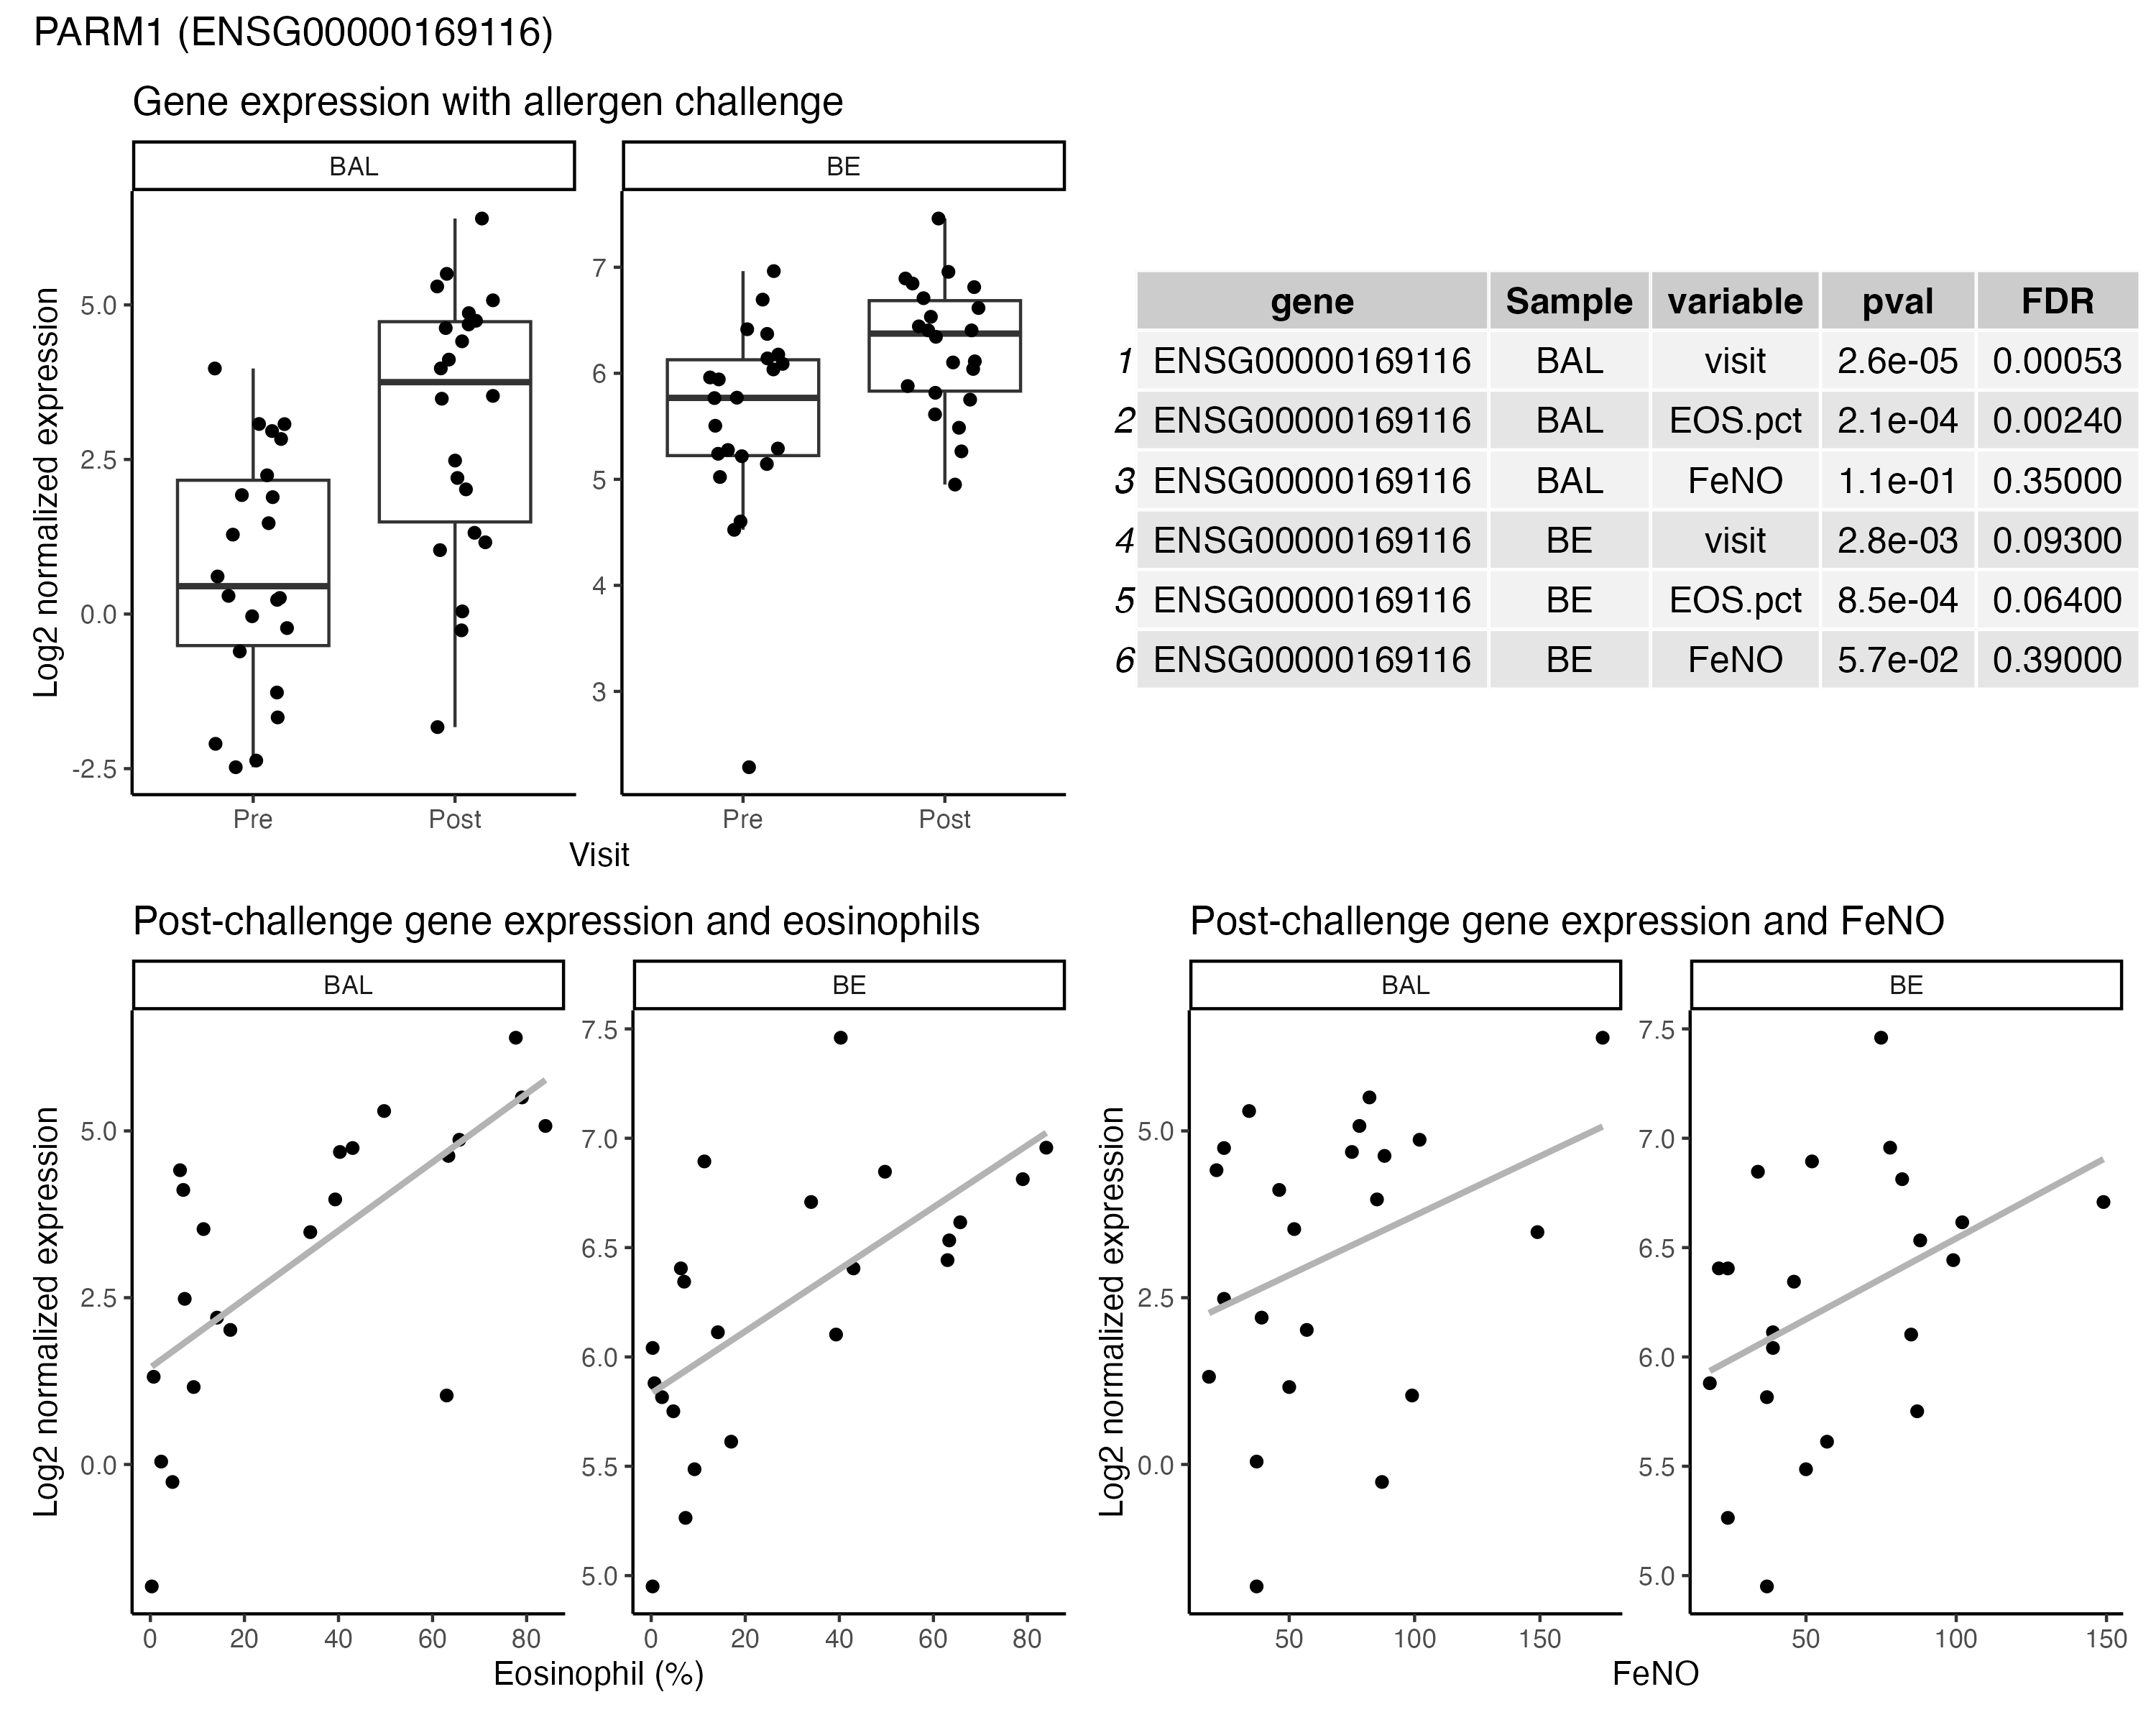 PARM1 (ENSG00000169116)
Gene expression with allergen challenge
BAL
BE
Log2 normalized expression
5.0
2.5
0.0
-2.5
7
6
5
4
3
Pre
Post
Pre
Post
Visit
gene Sample variable pval FDR
1 ENSG00000169116 BAL visit 2.6e-05 0.00053
2 ENSG00000169116 BAL EOS.pct 2.1e-04 0.00240
3 ENSG00000169116 BAL FeNO 1.1e-01 0.35000
4 ENSG00000169116 BE visit 2.8e-03 0.09300
5 ENSG00000169116 BE EOS.pct 8.5e-04 0.06400
6 ENSG00000169116 BE FeNO 5.7e-02 0.39000
Post-challenge gene expression and eosinophils
BAL
BE
Log2 normalized expression
5.0
2.5
0.0
7.5
7.0
6.5
6.0
5.5
5.0
0 20 40 60 80
0 20 40 60 80
Eosinophil (%)
Post-challenge gene expression and FeNO
BAL
BE
Log2 normalized expression
5.0
2.5
0.0
7.5
7.0
6.5
6.0
5.5
5.0
50 100 150
50 100 150
FeNO